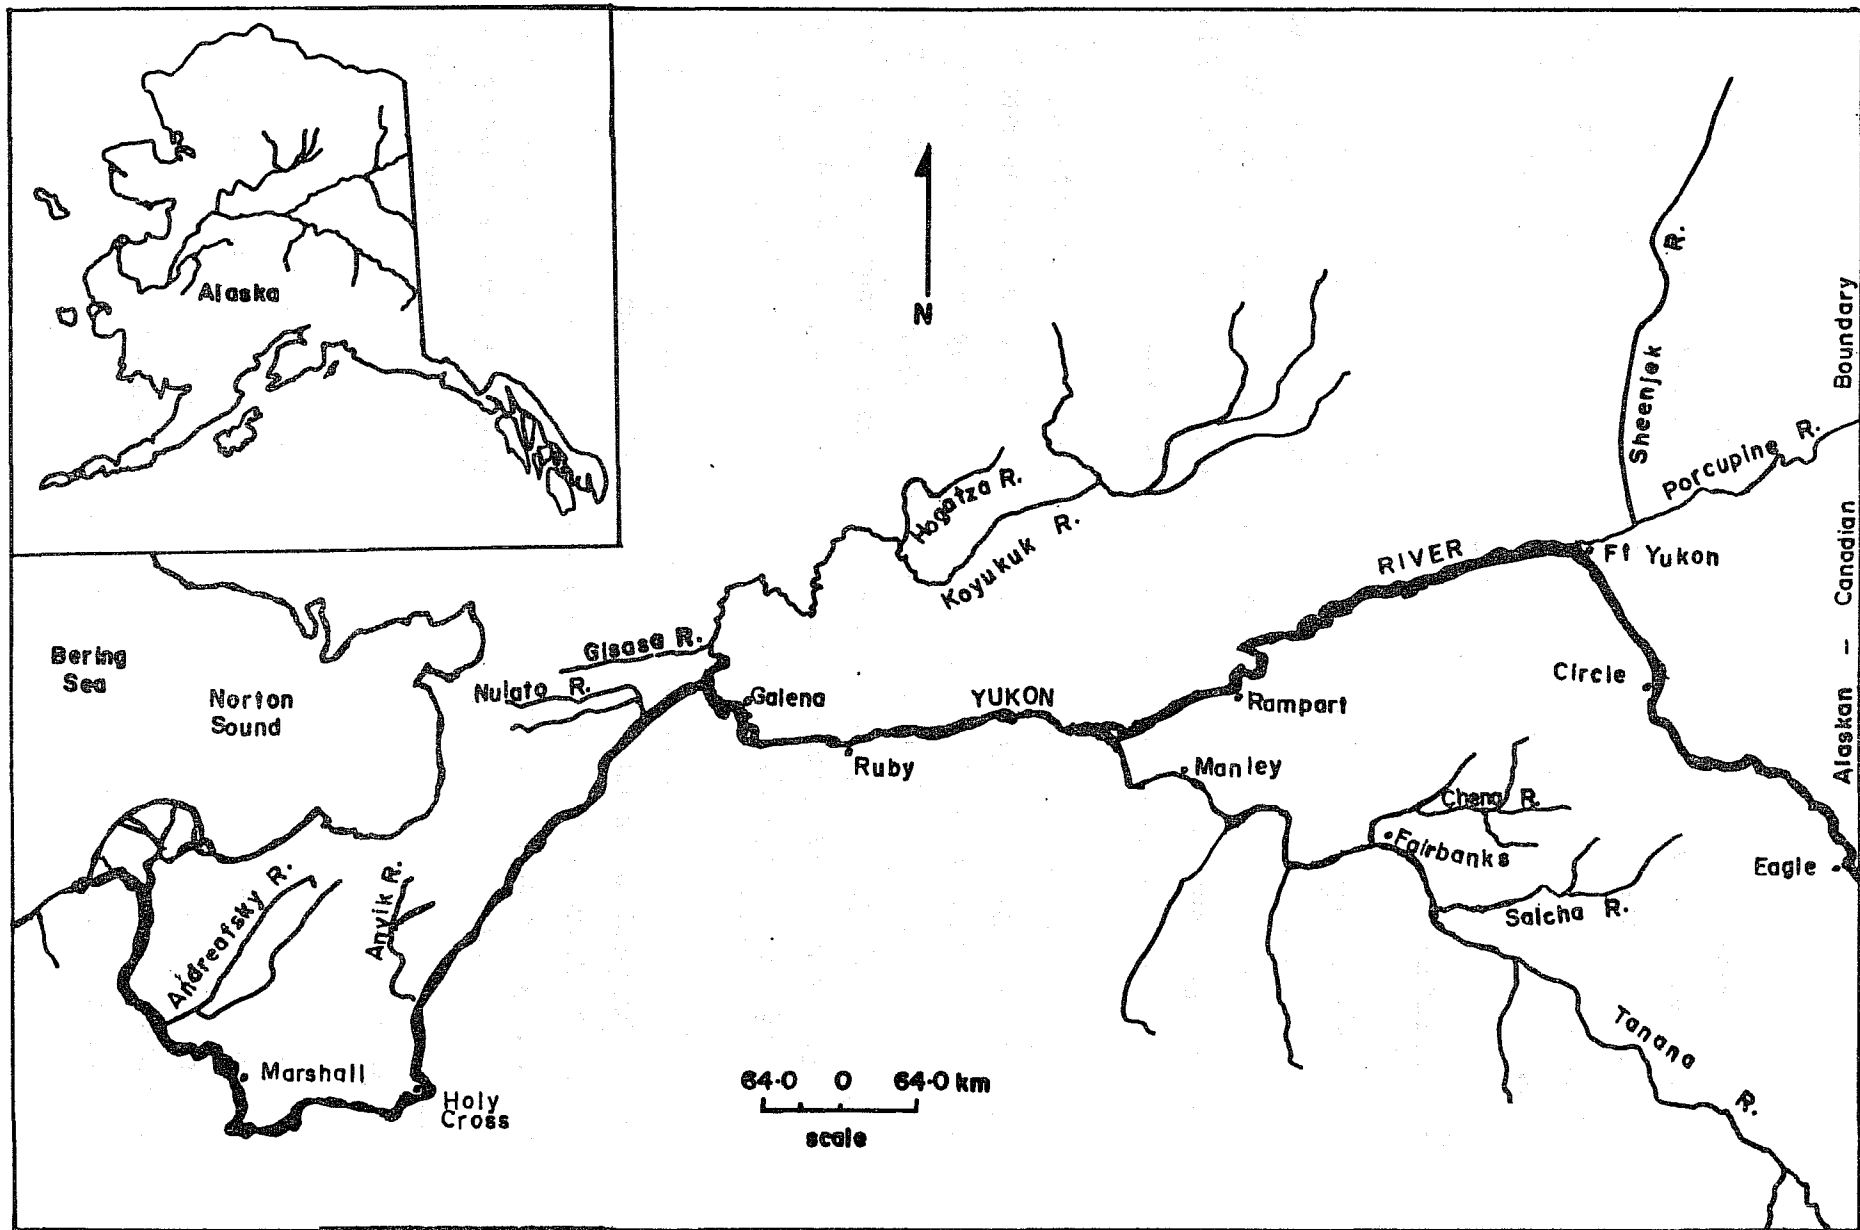 Alaska
N
Bering
Sea
Norton
Sound
Gisasa R.
Nulato R.
Hogatza R.
Koyukuk R.
Sheenjek R.
Porcupine R.
Alaskan – Canadian Boundary
YUKON RIVER
Ft Yukon
Circle
Eagle
Rampart
Galena
Ruby
Manley
Chena R.
Fairbanks
Salcha R.
Tanana R.
Andreafsky R.
Anvik R.
Marshall
Holy
Cross
64·0 0 64·0 km
scale